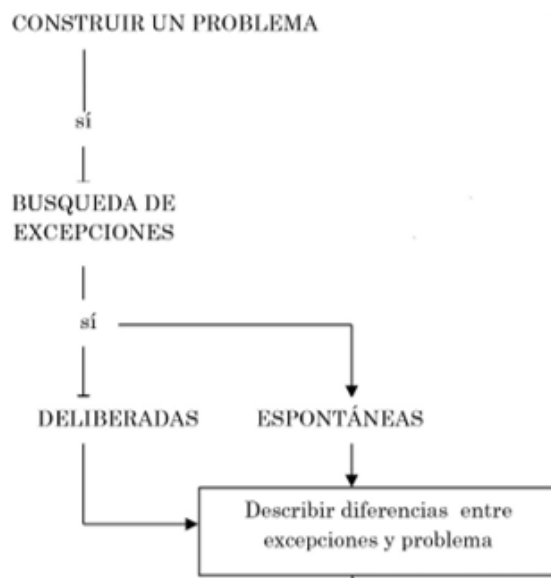 CONSTRUIR UN PROBLEMA
sí
BUSQUEDA DE
EXCEPCIONES
sí
DELIBERADAS
ESPONTÁNEAS
Describir diferencias entre
excepciones y problema